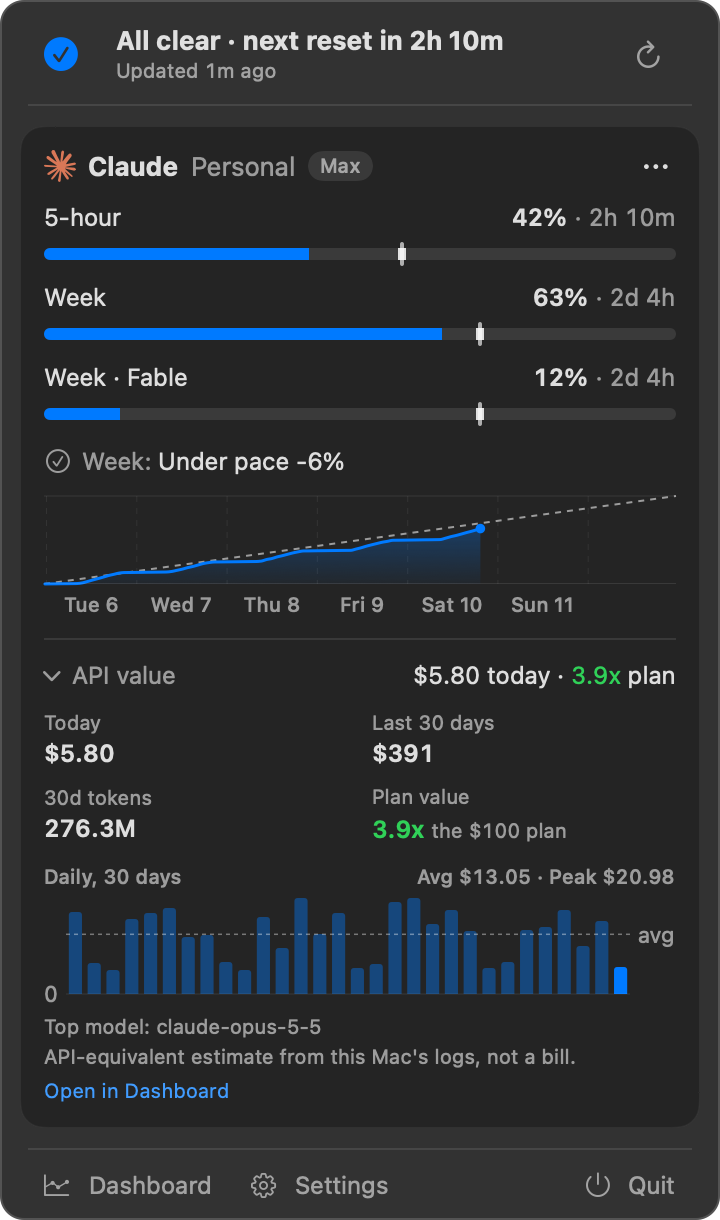 All clear · next reset in 2h 10m
Updated 1m ago
Claude Personal Max
5-hour 42% · 2h 10m
Week 63% · 2d 4h
Week · Fable 12% · 2d 4h
Week: Under pace -6%
Tue 6 Wed 7 Thu 8 Fri 9 Sat 10 Sun 11
API value $5.80 today · 3.9x plan
Today Last 30 days
$5.80 $391
30d tokens Plan value
276.3M 3.9x the $100 plan
Daily, 30 days Avg $13.05 · Peak $20.98
avg
0
Top model: claude-opus-5-5
API-equivalent estimate from this Mac's logs, not a bill.
Open in Dashboard
Dashboard Settings Quit